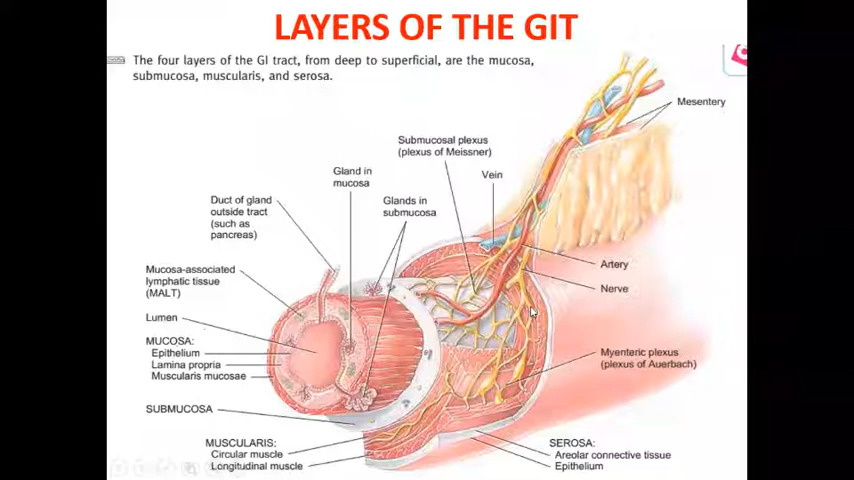 LAYERS OF THE GIT
The four layers of the GI tract, from deep to superficial, are the mucosa,
submucosa, muscularis, and serosa.
Mesentery
Submucosal plexus
(plexus of Meissner)
Gland in
mucosa
Vein
Duct of gland
outside tract
(such as
pancreas)
Glands in
submucosa
Mucosa-associated
lymphatic tissue
(MALT)
Artery
Nerve
Lumen
MUCOSA:
Epithelium
Lamina propria
Muscularis mucosae
Myenteric plexus
(plexus of Auerbach)
SUBMUCOSA
MUSCULARIS:
Circular muscle
Longitudinal muscle
SEROSA:
Areolar connective tissue
Epithelium